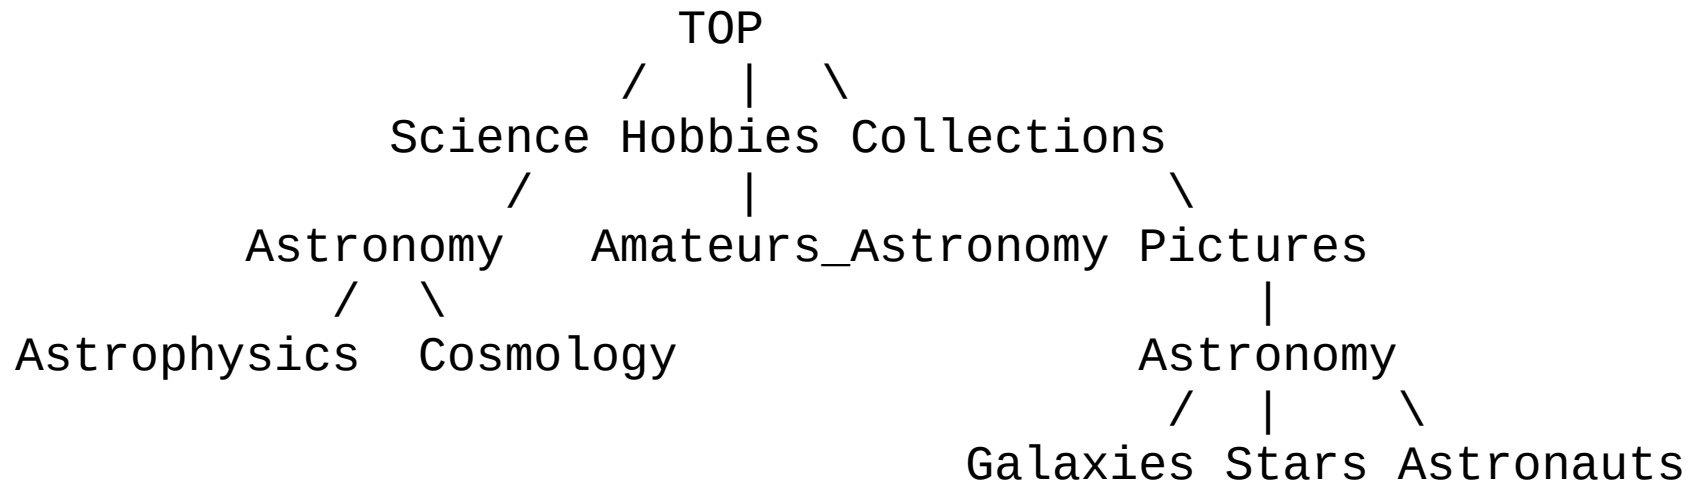 TOP
/ | \
Science Hobbies Collections
/ | \
Astronomy Amateurs_Astronomy Pictures
/ \ |
Astrophysics Cosmology Astronomy
/ | \
Galaxies Stars Astronauts